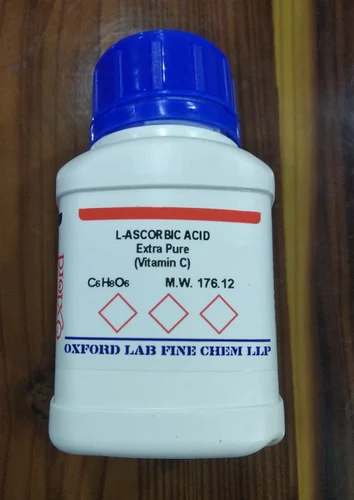 L-ASCORBIC ACID
Extra Pure
(Vitamin C)
C6H8O6 M.W. 176.12
OXFORD LAB FINE CHEM LLP